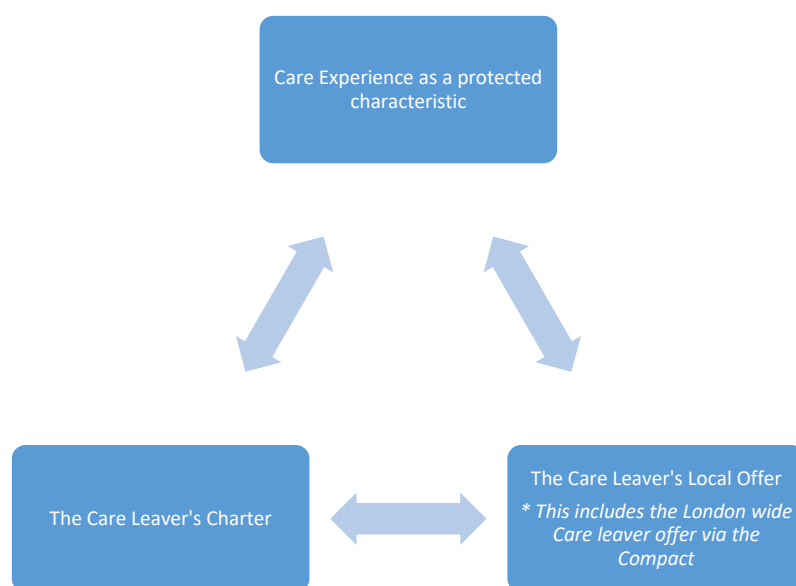 Care Experience as a protected
characteristic
The Care Leaver's Charter
The Care Leaver's Local Offer
* This includes the London wide
Care leaver offer via the
Compact